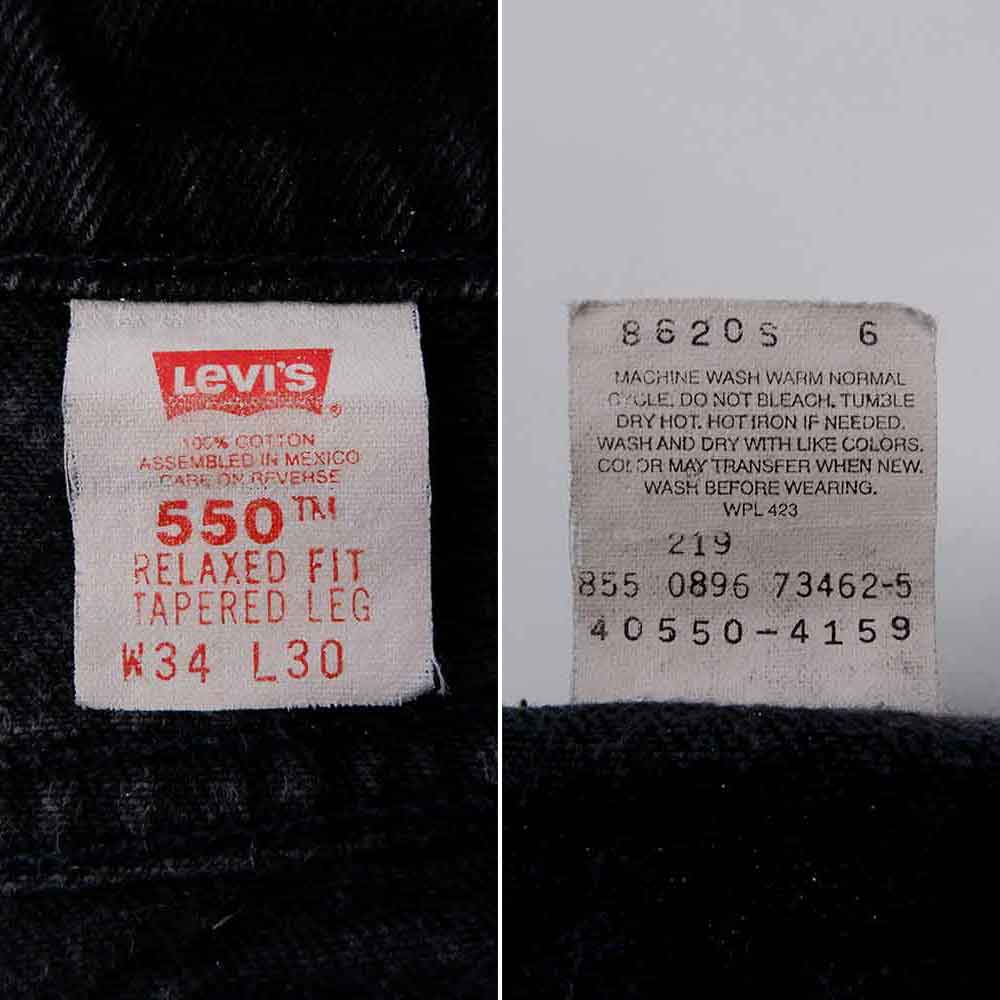 Levi's ®
100% COTTON
ASSEMBLED IN MEXICO
CARE ON REVERSE
550™
RELAXED FIT
TAPERED LEG
W34 L30
8620S 6
MACHINE WASH WARM NORMAL
CYCLE. DO NOT BLEACH. TUMBLE
DRY HOT. HOT IRON IF NEEDED.
WASH AND DRY WITH LIKE COLORS.
COLOR MAY TRANSFER WHEN NEW.
WASH BEFORE WEARING.
WPL 423
219
855 0896 73462-5
40550-4159